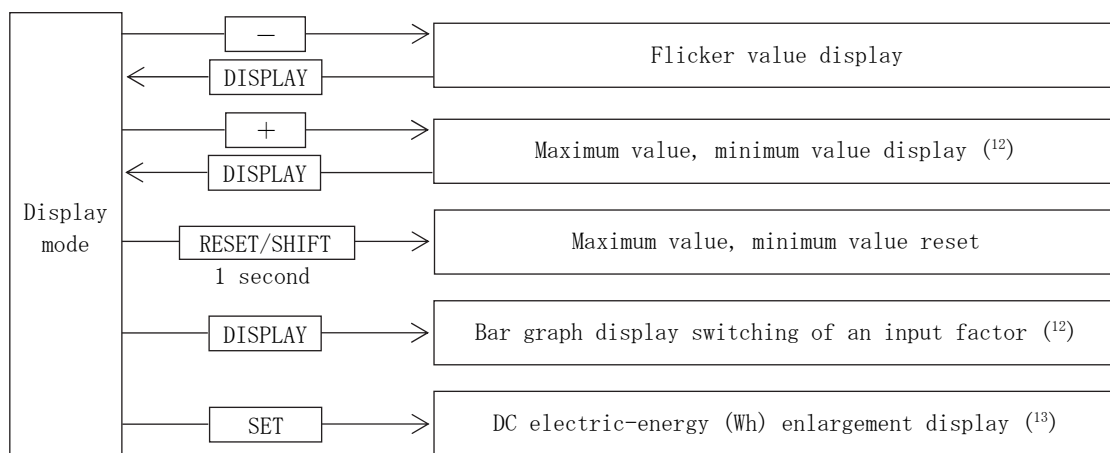 Display
mode
−
Flicker value display
DISPLAY
+
Maximum value, minimum value display (12)
DISPLAY
RESET/SHIFT
1 second
Maximum value, minimum value reset
DISPLAY
Bar graph display switching of an input factor (12)
SET
DC electric-energy (Wh) enlargement display (13)